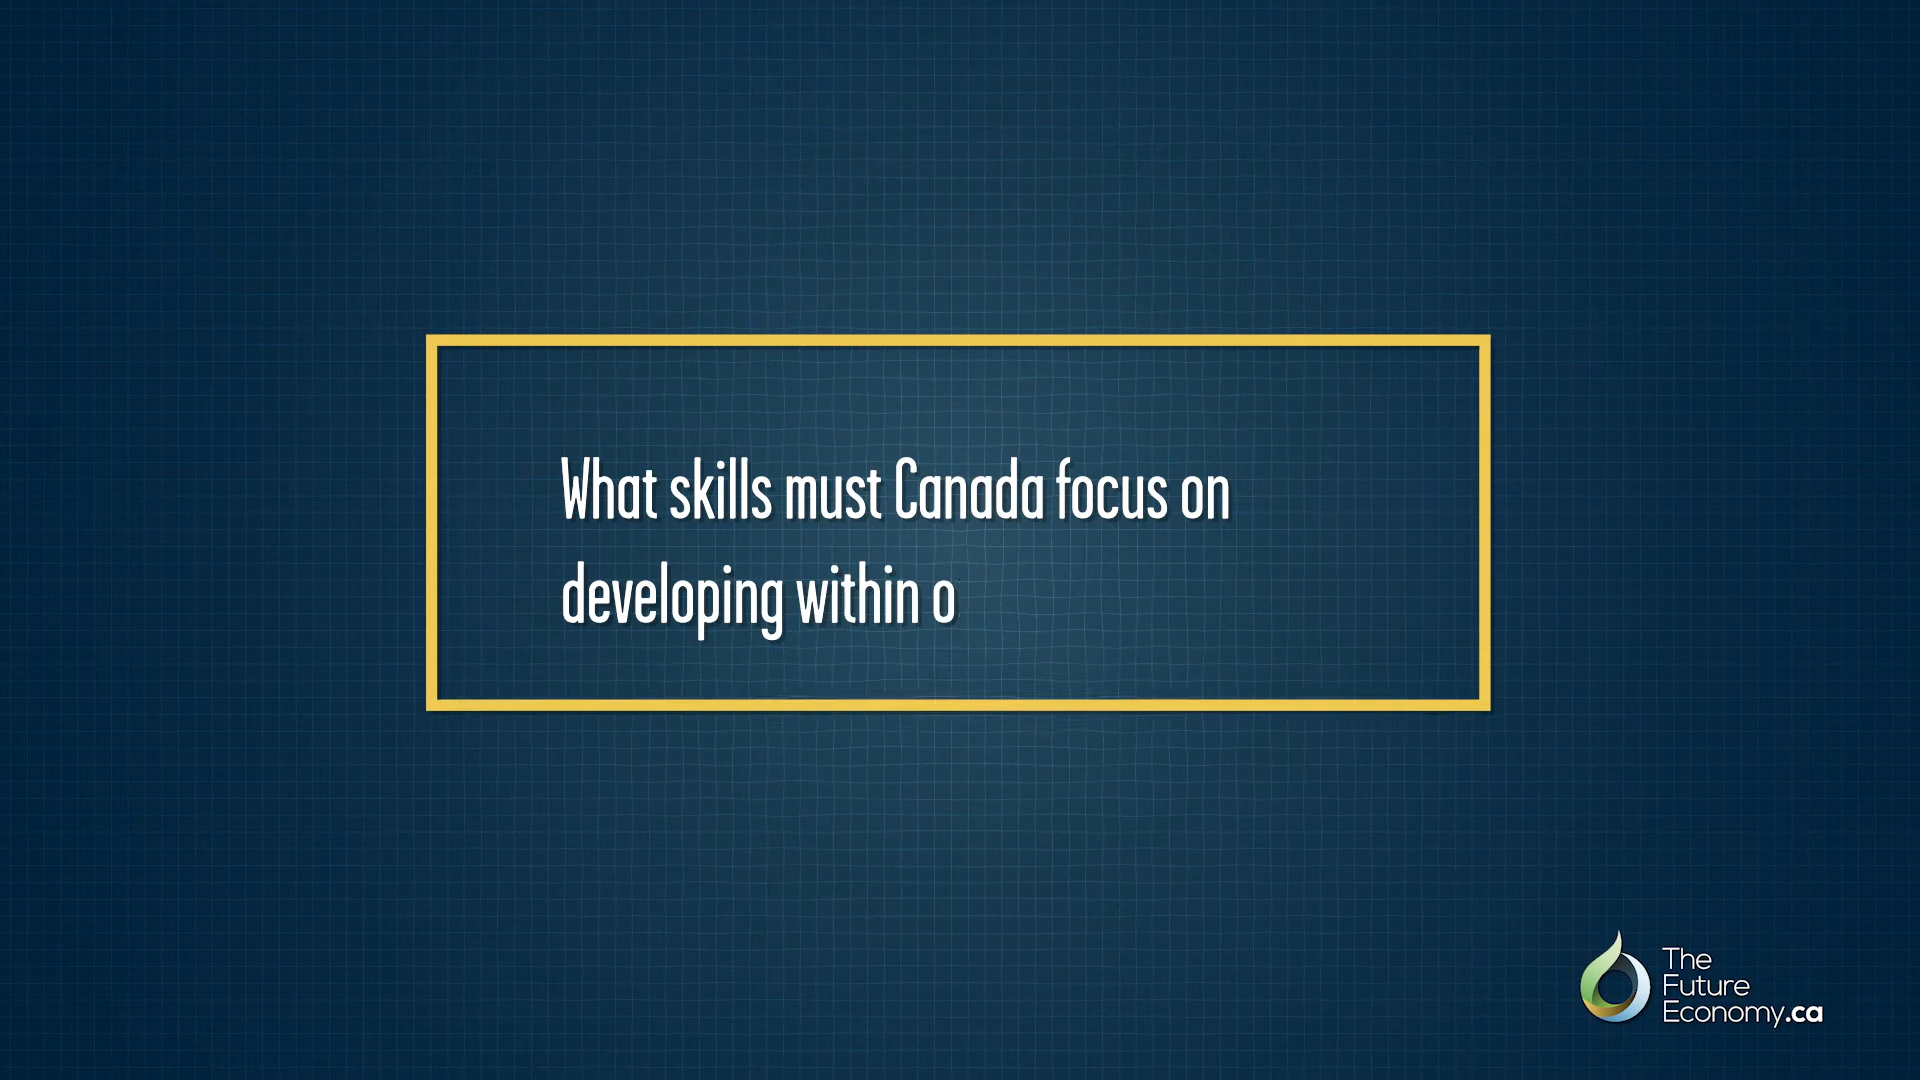 What skills must Canada focus on
developing within o
The
Future
Economy.ca